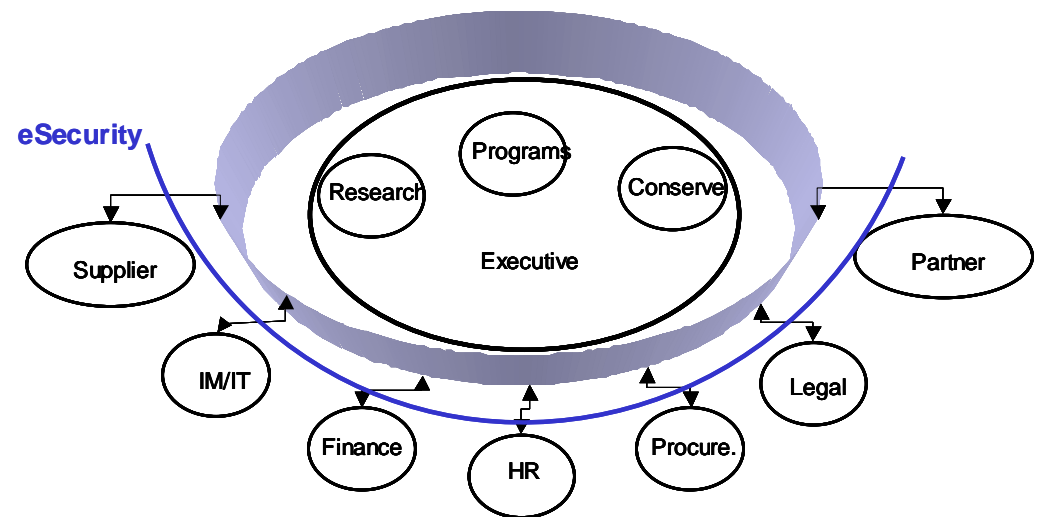 eSecurity
Programs
Research
Conserve
Executive
Supplier
Partner
IM/IT
Legal
Finance
HR
Procure.